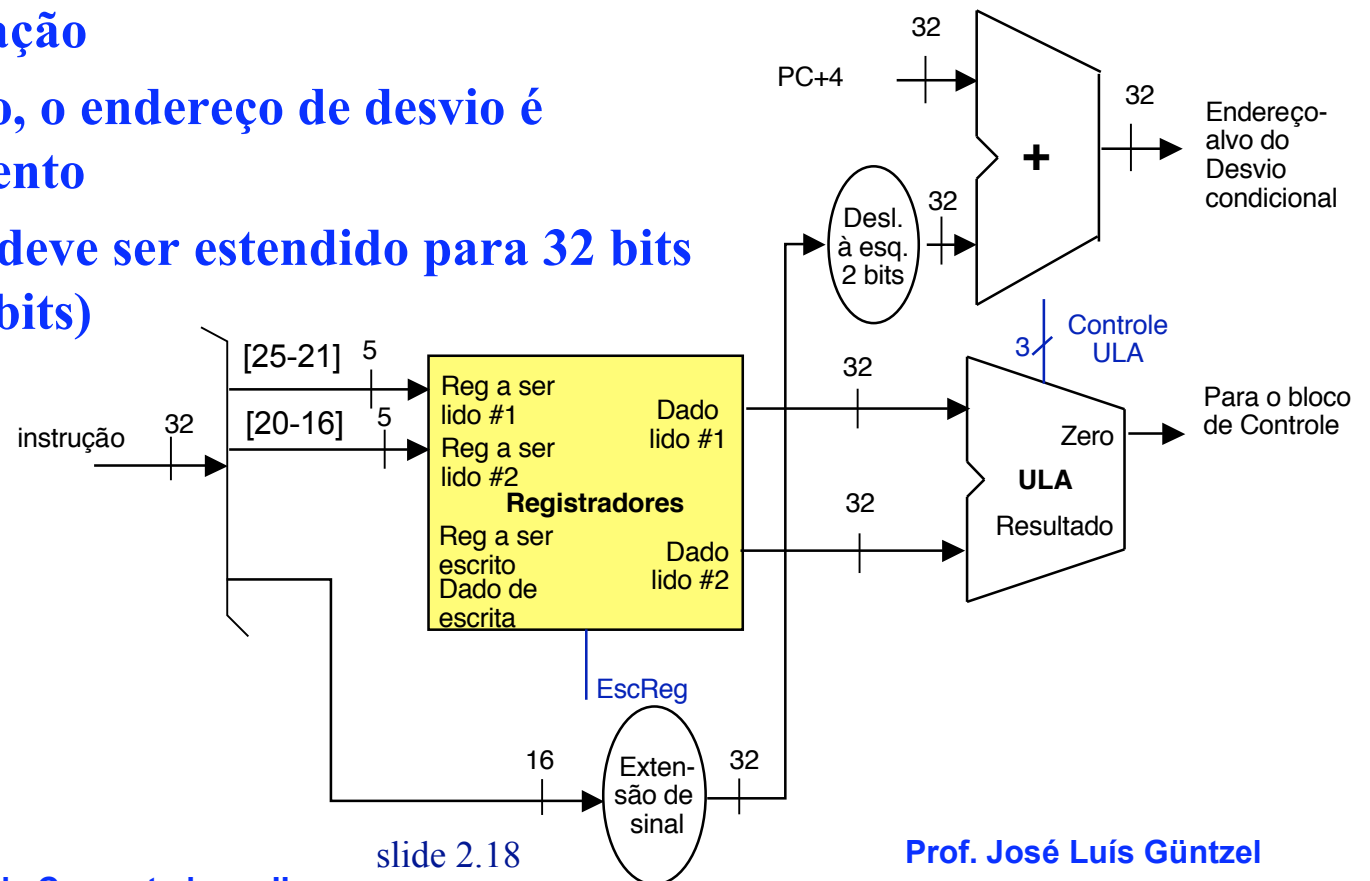 ação
o, o endereço de desvio é
ento
deve ser estendido para 32 bits
bits)
32
PC+4
32
Endereço-
alvo do
Desvio
condicional
+
Desl.
à esq.
2 bits
32
Controle
ULA
3
[25-21] 5
[20-16] 5
instrução 32
Reg a ser
lido #1
Reg a ser
lido #2
Registradores
Reg a ser
escrito
Dado de
escrita
Dado
lido #1
Dado
lido #2
32
32
Zero
ULA
Resultado
Para o bloco
de Controle
EscReg
16
Exten-
são de
sinal
32
slide 2.18
Prof. José Luís Güntzel